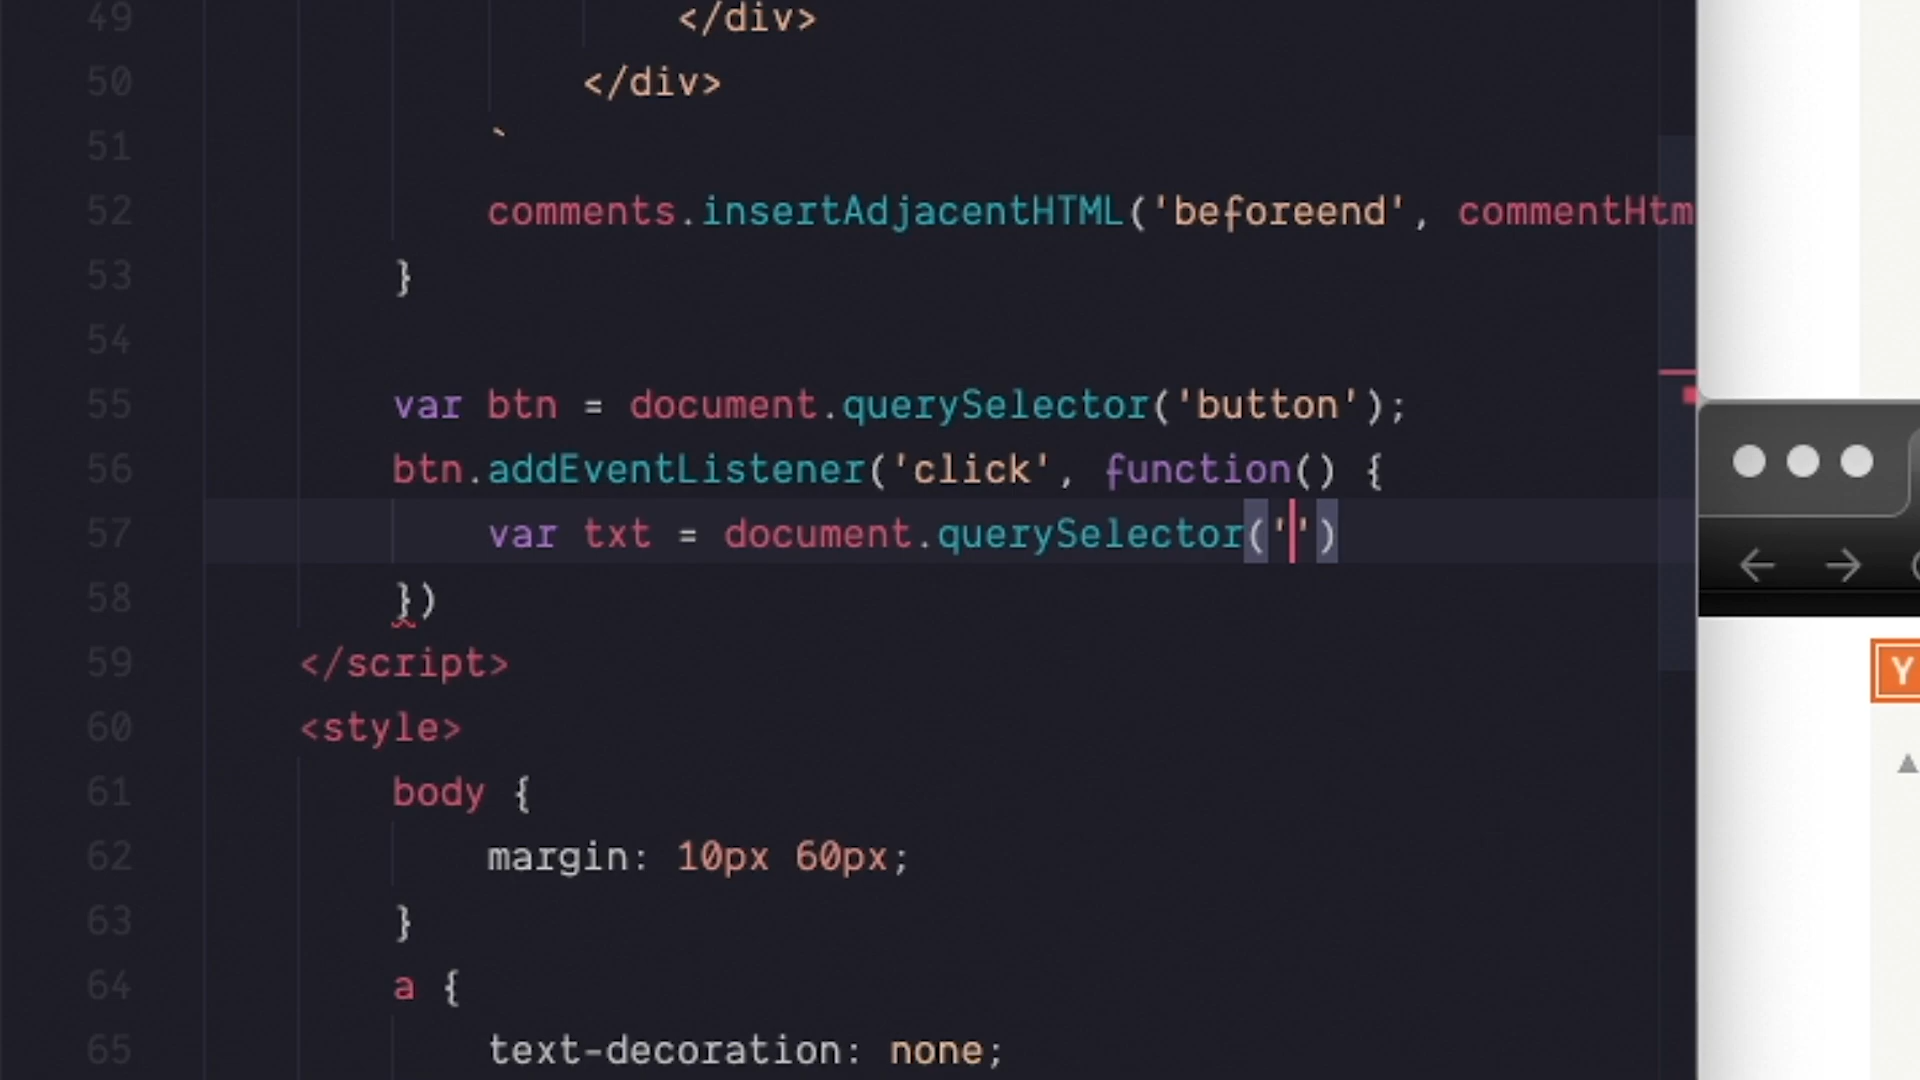 49 </div>
50 </div>
51 `
52 comments.insertAdjacentHTML('beforeend', commentHtm
53 }
54
55 var btn = document.querySelector('button');
56 btn.addEventListener('click', function() {
57 var txt = document.querySelector('')
58 })
59 </script>
60 <style>
61 body {
62 margin: 10px 60px;
63 }
64 a {
65 text-decoration: none;
Y